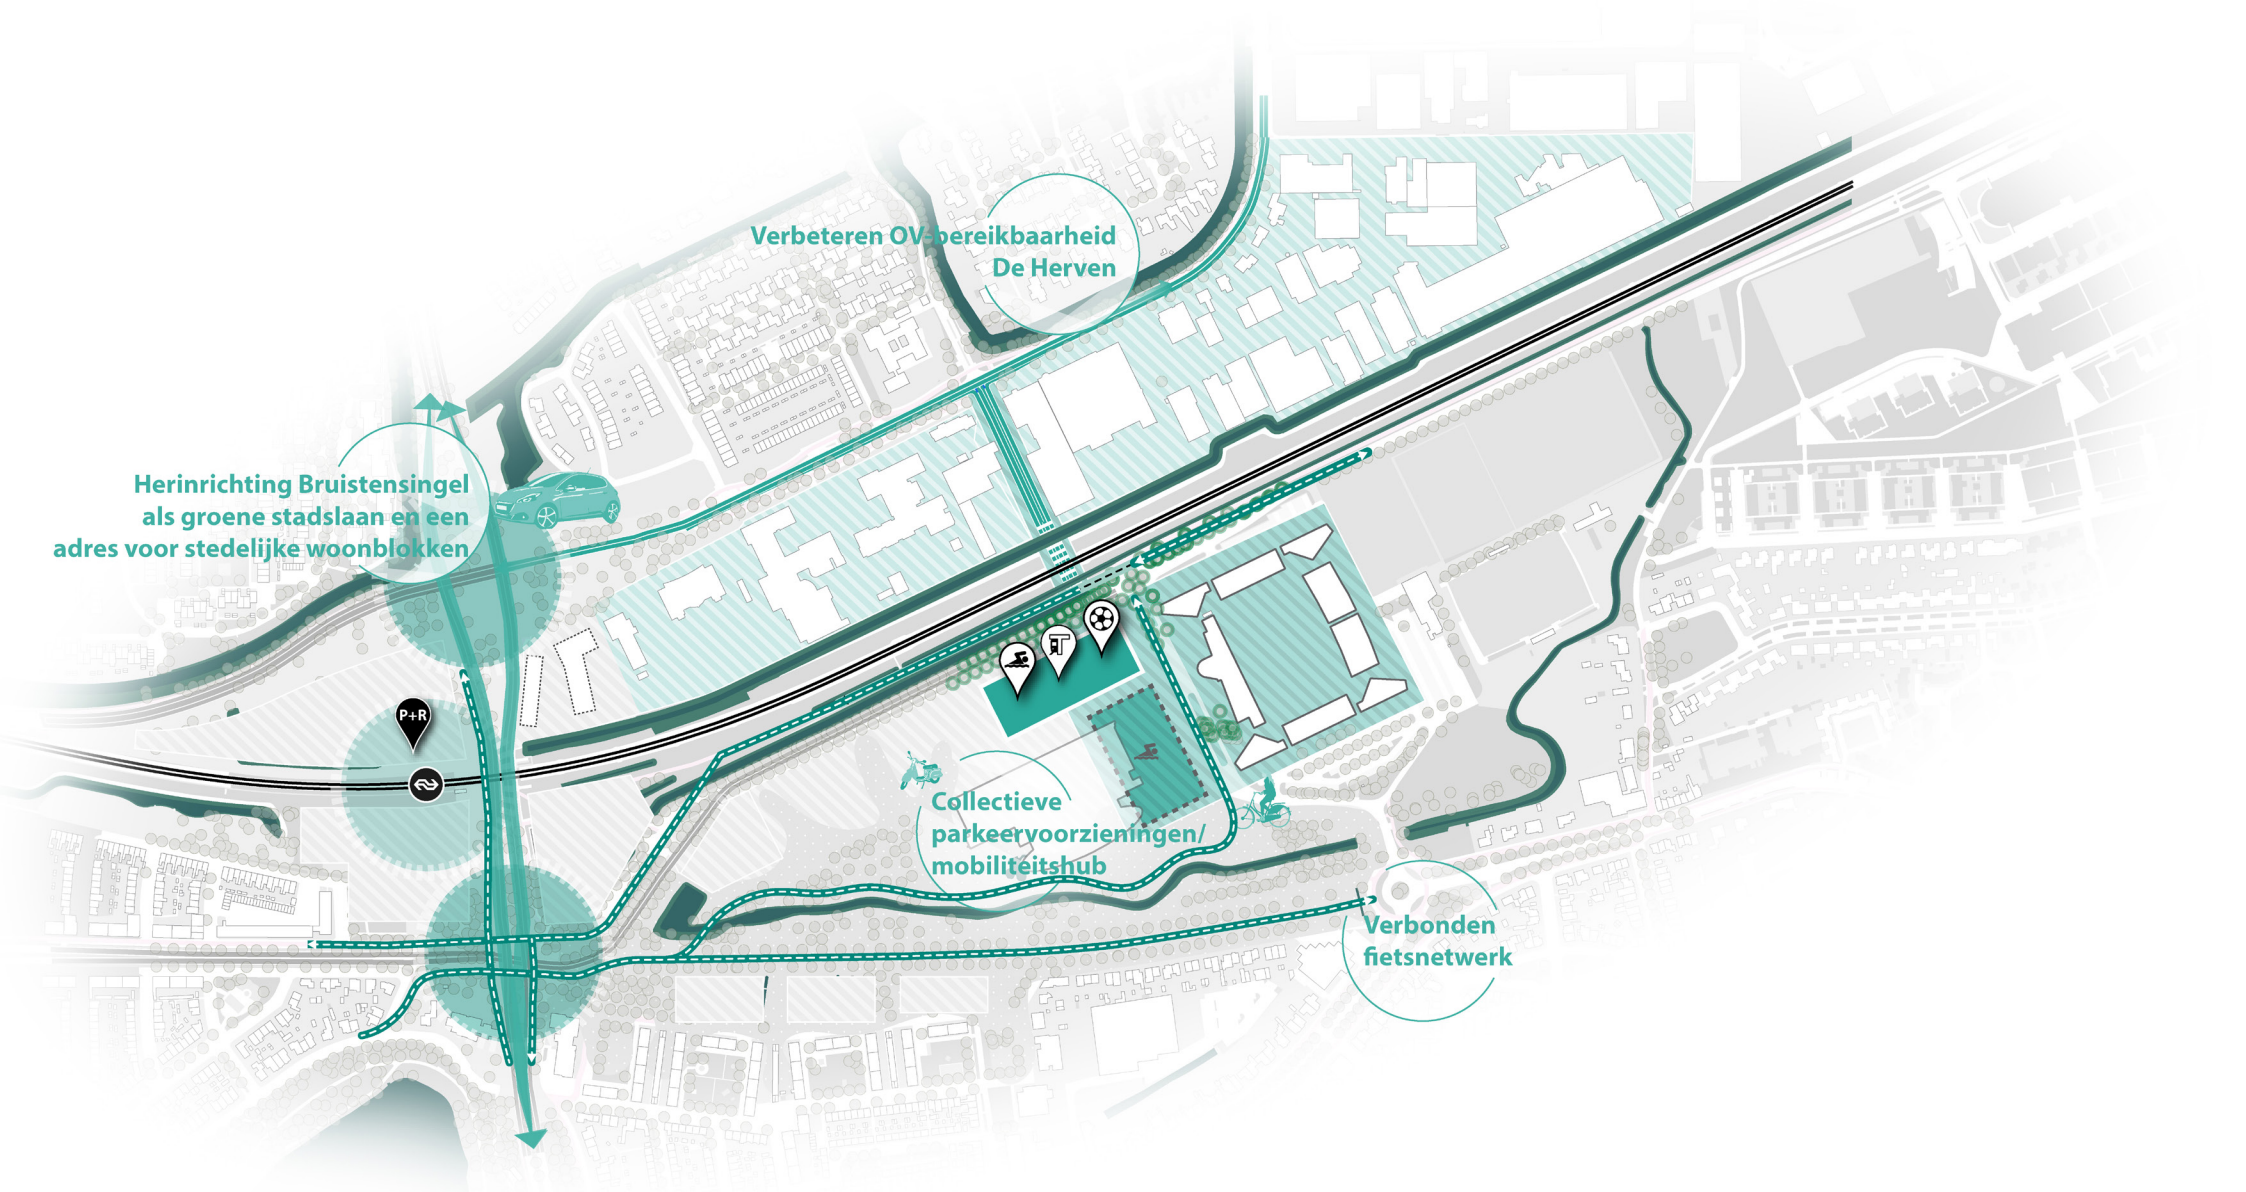 Verbeteren OV-bereikbaarheid
De Herven
Herinrichting Bruistensingel
als groene stadslaan en een
adres voor stedelijke woonblokken
P+R
Collectieve
parkeervoorzieningen/
mobiliteitshub
Verbonden
fietsnetwerk